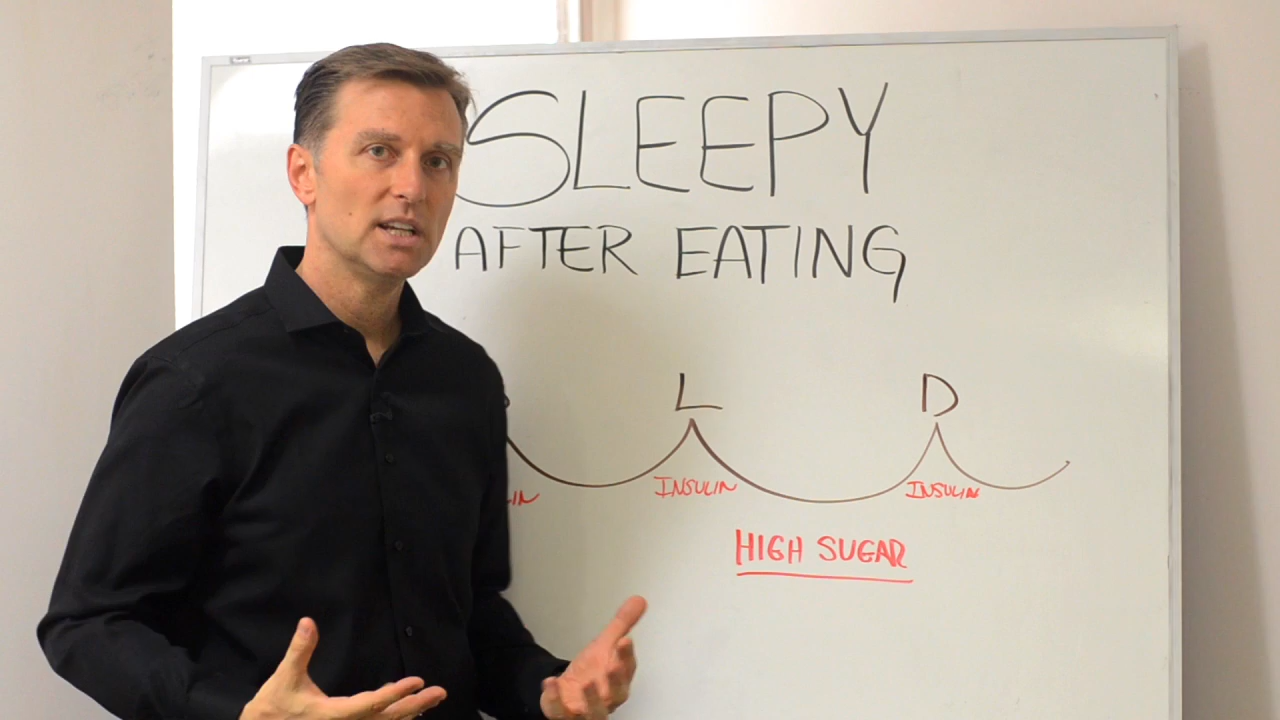 SLEEPY
AFTER EATING
L D
INSULIN INSULIN
HIGH SUGAR